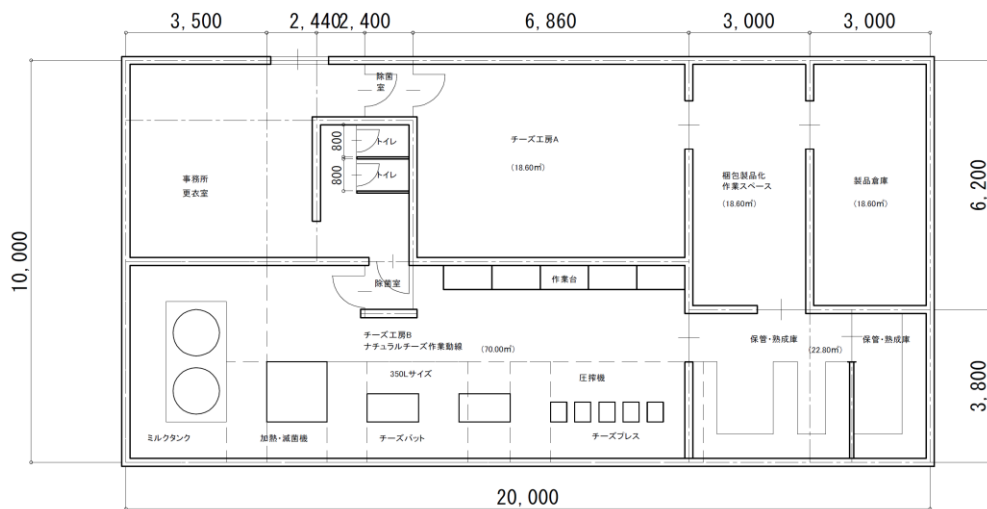 3,500
2,440
2,400
6,860
3,000
3,000
除菌
室
トイレ
800
トイレ
800
チーズ工房A
(18.60㎡)
事務所
更衣室
梱包製品化
作業スペース
(18.60㎡)
製品倉庫
(18.60㎡)
6,200
10,000
除菌室
作業台
チーズ工房B
ナチュラルチーズ作業動線
(70.00㎡)
保管・熟成庫
(22.80㎡)
保管・熟成庫
350Lサイズ
圧搾機
3,800
ミルクタンク
加熱・滅菌機
チーズバット
チーズプレス
20,000